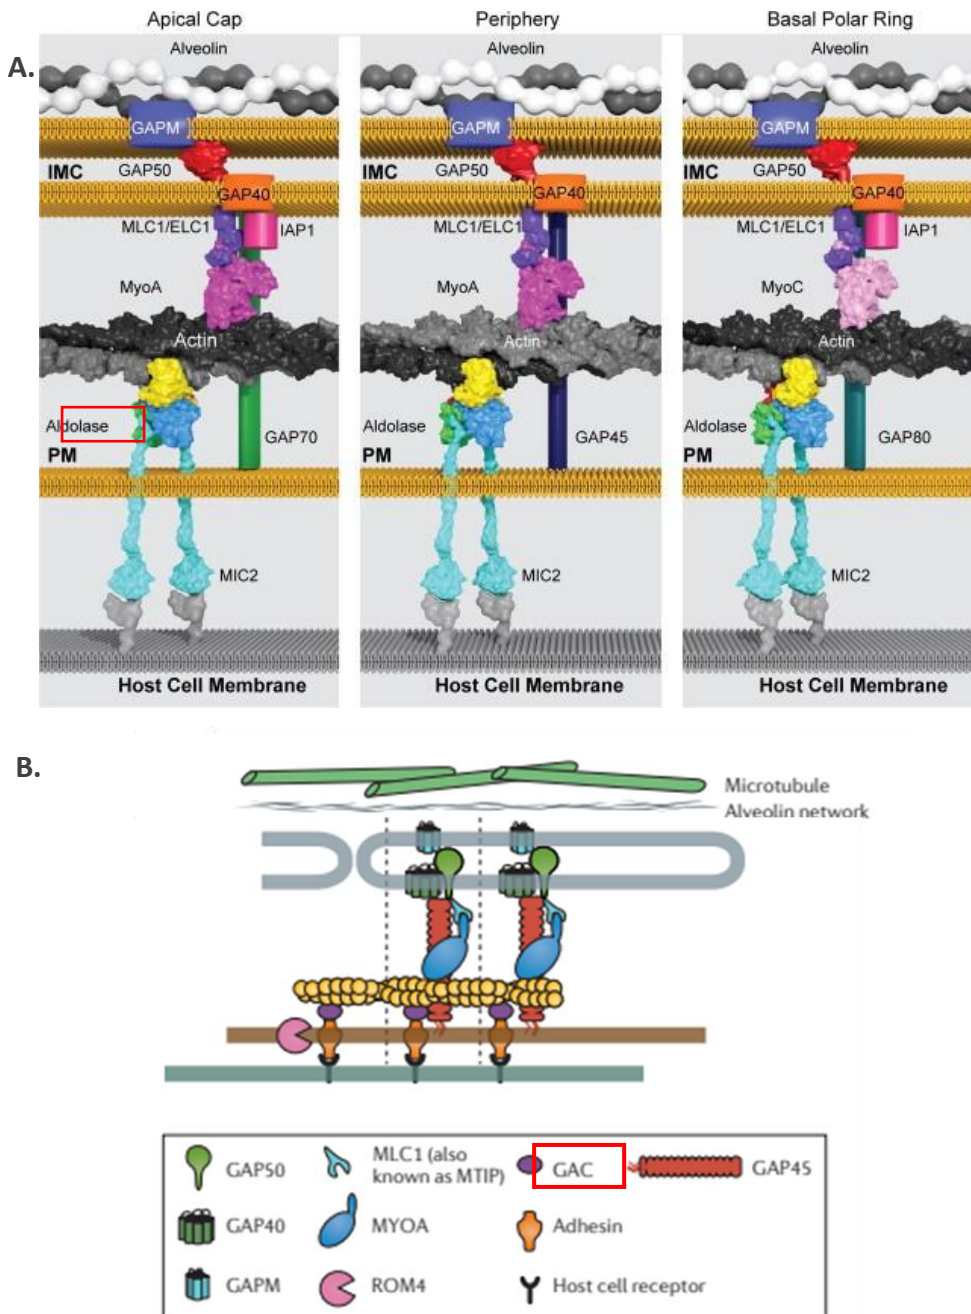 Apical Cap
Periphery
Basal Polar Ring
A.
Alveolin
GAPM
IMC
GAP50
GAP40
MLC1/ELC1
IAP1
MyoA
Actin
Aldolase
GAP70
PM
MIC2
Host Cell Membrane
Alveolin
GAPM
IMC
GAP50
GAP40
MLC1/ELC1
MyoA
Actin
Aldolase
GAP45
PM
MIC2
Host Cell Membrane
Alveolin
GAPM
IMC
GAP50
GAP40
MLC1/ELC1
IAP1
MyoC
Actin
Aldolase
GAP80
PM
MIC2
Host Cell Membrane
B.
Microtubule
Alveolin network
GAP50
MLC1 (also
known as MTIP)
GAC
GAP45
GAP40
MYOA
Adhesin
GAPM
ROM4
Host cell receptor